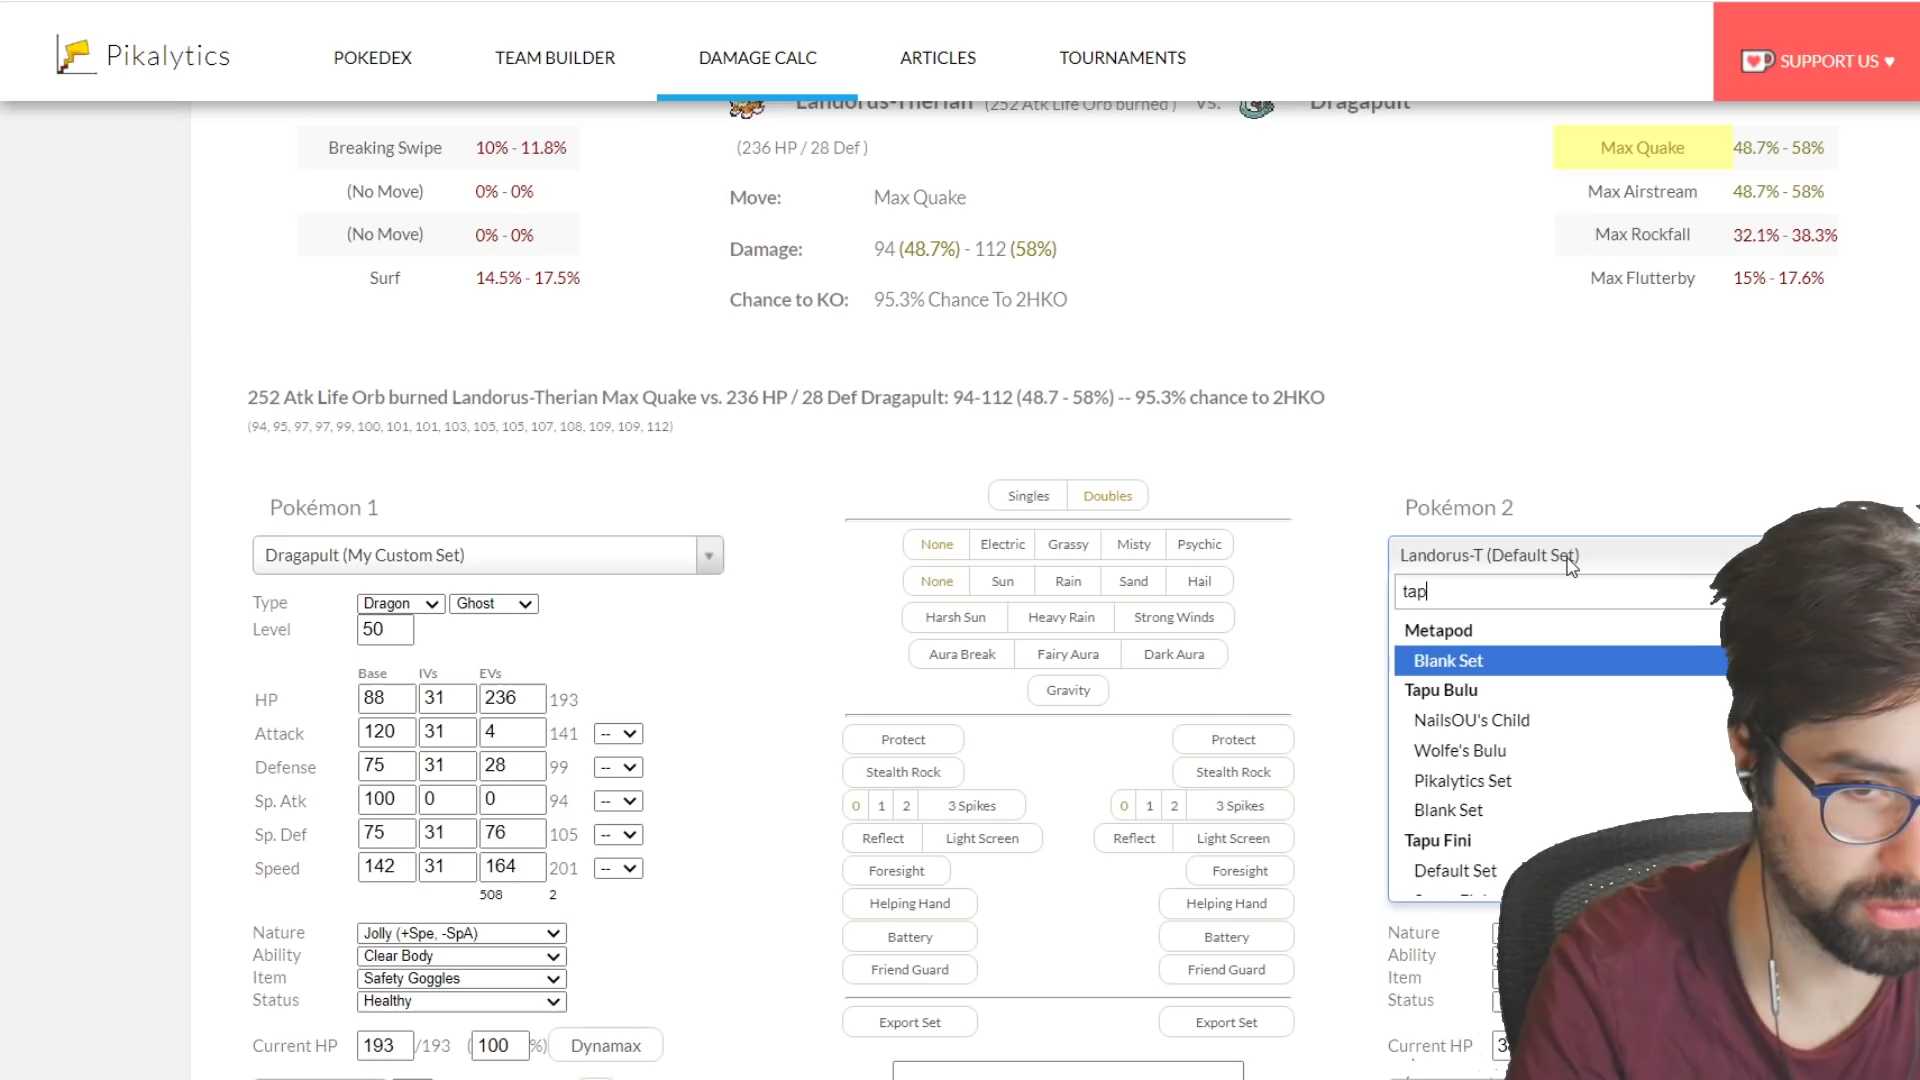 Pikalytics
POKEDEX
TEAM BUILDER
DAMAGE CALC
ARTICLES
TOURNAMENTS
SUPPORT US ♥
Landorus-Therian (252 Atk Life Orb burned ) vs. Dragapult
(236 HP / 28 Def )
Breaking Swipe 10% - 11.8%
(No Move) 0% - 0%
(No Move) 0% - 0%
Surf 14.5% - 17.5%
Move: Max Quake
Damage: 94 (48.7%) - 112 (58%)
Chance to KO: 95.3% Chance To 2HKO
Max Quake 48.7% - 58%
Max Airstream 48.7% - 58%
Max Rockfall 32.1% - 38.3%
Max Flutterby 15% - 17.6%
252 Atk Life Orb burned Landorus-Therian Max Quake vs. 236 HP / 28 Def Dragapult: 94-112 (48.7 - 58%) -- 95.3% chance to 2HKO
(94, 95, 97, 97, 99, 100, 101, 101, 103, 105, 105, 107, 108, 109, 109, 112)
Pokémon 1
Dragapult (My Custom Set)
Type Dragon Ghost
Level 50
Base IVs EVs
HP 88 31 236 193
Attack 120 31 4 141 --
Defense 75 31 28 99 --
Sp. Atk 100 0 0 94 --
Sp. Def 75 31 76 105 --
Speed 142 31 164 201 --
508 2
Nature Jolly (+Spe, -SpA)
Ability Clear Body
Item Safety Goggles
Status Healthy
Current HP 193 /193 ( 100 %) Dynamax
Singles Doubles
None Electric Grassy Misty Psychic
None Sun Rain Sand Hail
Harsh Sun Heavy Rain Strong Winds
Aura Break Fairy Aura Dark Aura
Gravity
Protect Protect
Stealth Rock Stealth Rock
0 1 2 3 Spikes 0 1 2 3 Spikes
Reflect Light Screen Reflect Light Screen
Foresight Foresight
Helping Hand Helping Hand
Battery Battery
Friend Guard Friend Guard
Export Set Export Set
Pokémon 2
Landorus-T (Default Set)
tap
Metapod
Blank Set
Tapu Bulu
NailsOU's Child
Wolfe's Bulu
Pikalytics Set
Blank Set
Tapu Fini
Default Set
Nature
Ability
Item
Status
Current HP